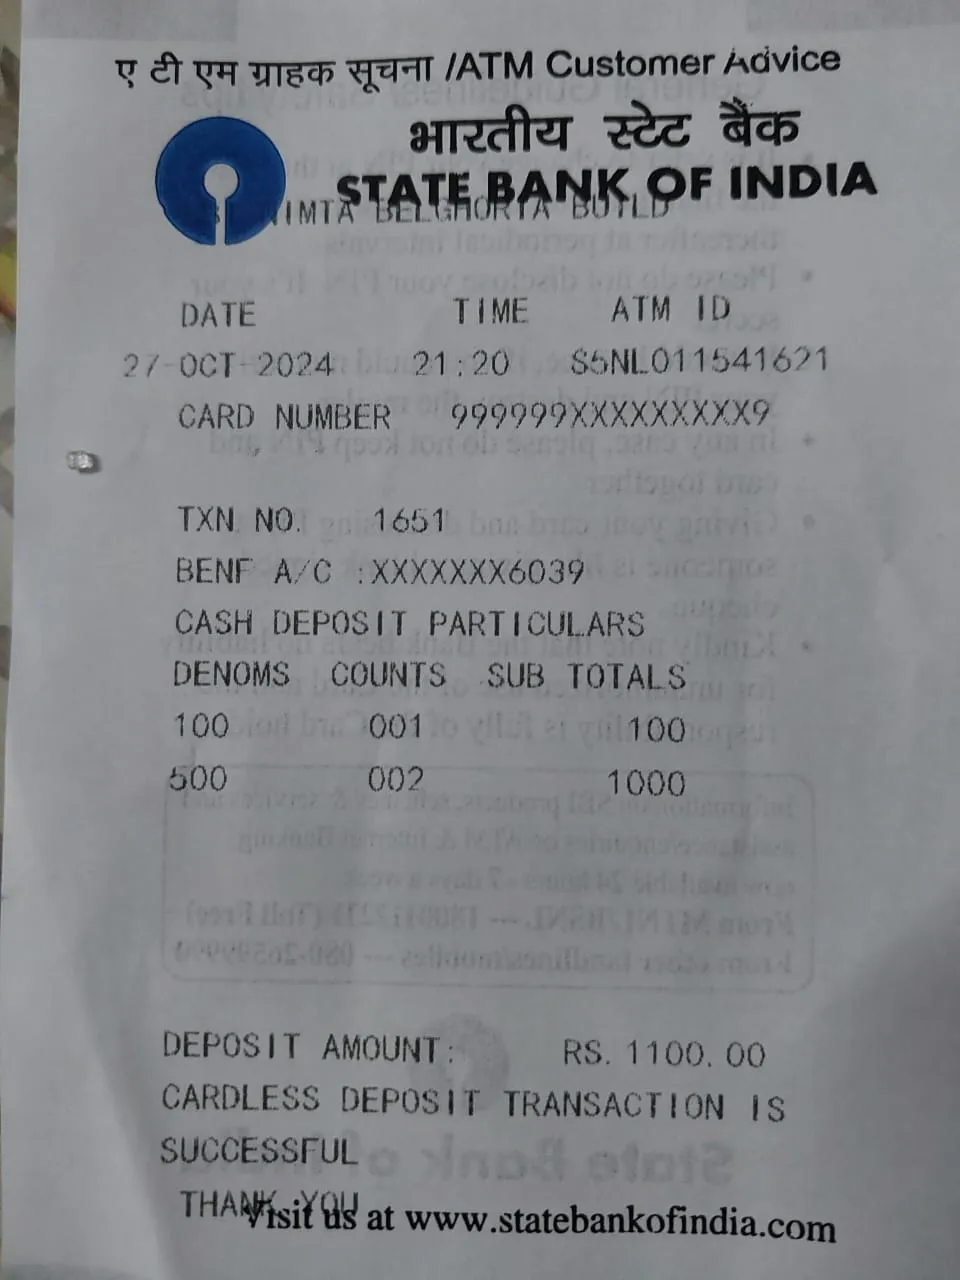 ए टी एम ग्राहक सूचना /ATM Customer Advice
भारतीय स्टेट बैंक
STATE BANK OF INDIA
NIMTA BELGHORIA BUILD
DATE TIME ATM ID
27-OCT-2024 21:20 S5NL011541621
CARD NUMBER 999999XXXXXXXXX9
TXN NO. 1651
BENF A/C :XXXXXXX6039
CASH DEPOSIT PARTICULARS
DENOMS COUNTS SUB TOTALS
100 001 100
500 002 1000
DEPOSIT AMOUNT: RS. 1100.00
CARDLESS DEPOSIT TRANSACTION IS
SUCCESSFUL
THANK YOU
Visit us at www.statebankofindia.com